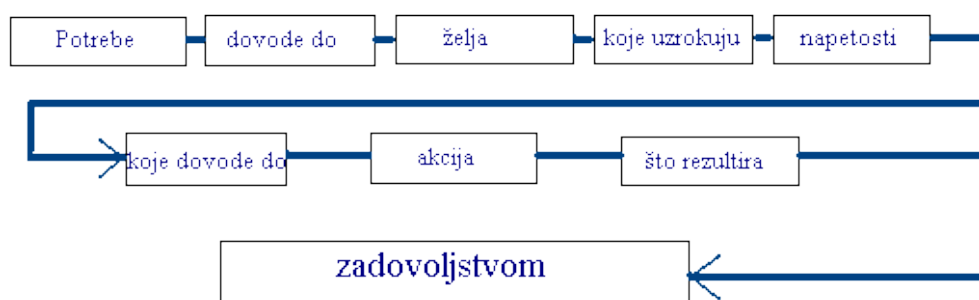 Potrebe dovode do želja koje uzrokuju napetosti
koje dovode do akcija što rezultira
zadovoljstvom